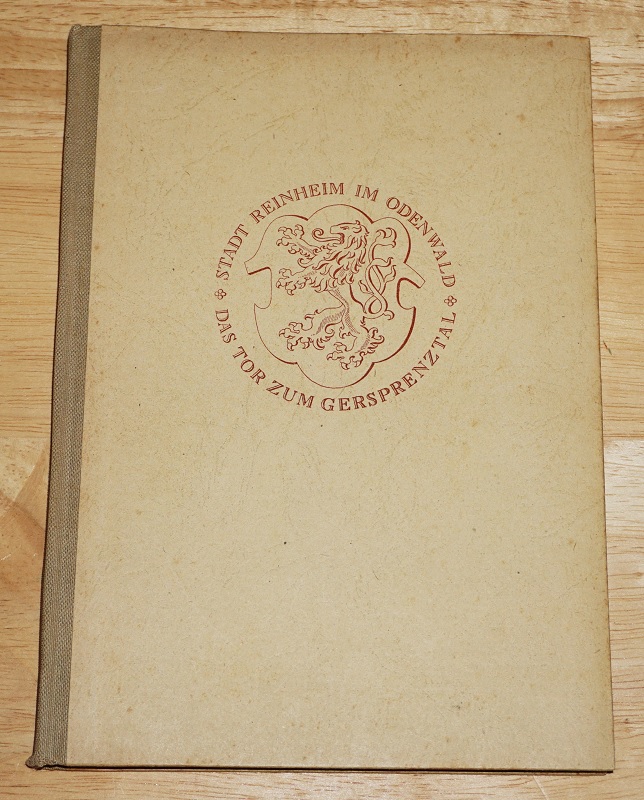 STADT REINHEIM IM ODENWALD
DAS TOR ZUM GERSPRENZTAL